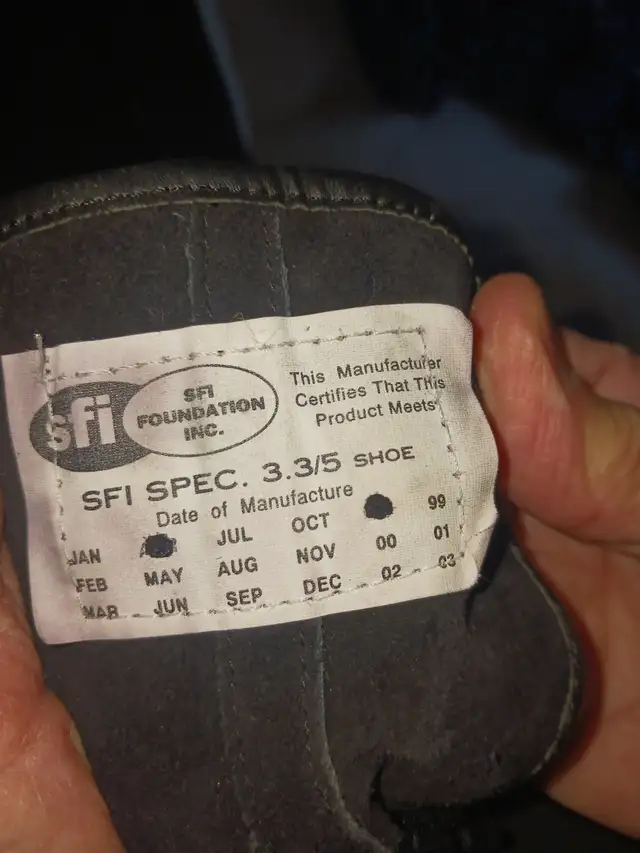 sfi
SFI
FOUNDATION
INC.
This Manufacturer
Certifies That This
Product Meets
SFI SPEC. 3.3/5 SHOE
Date of Manufacture
JAN JUL OCT 99
FEB MAY AUG NOV 00 01
MAR JUN SEP DEC 02 03